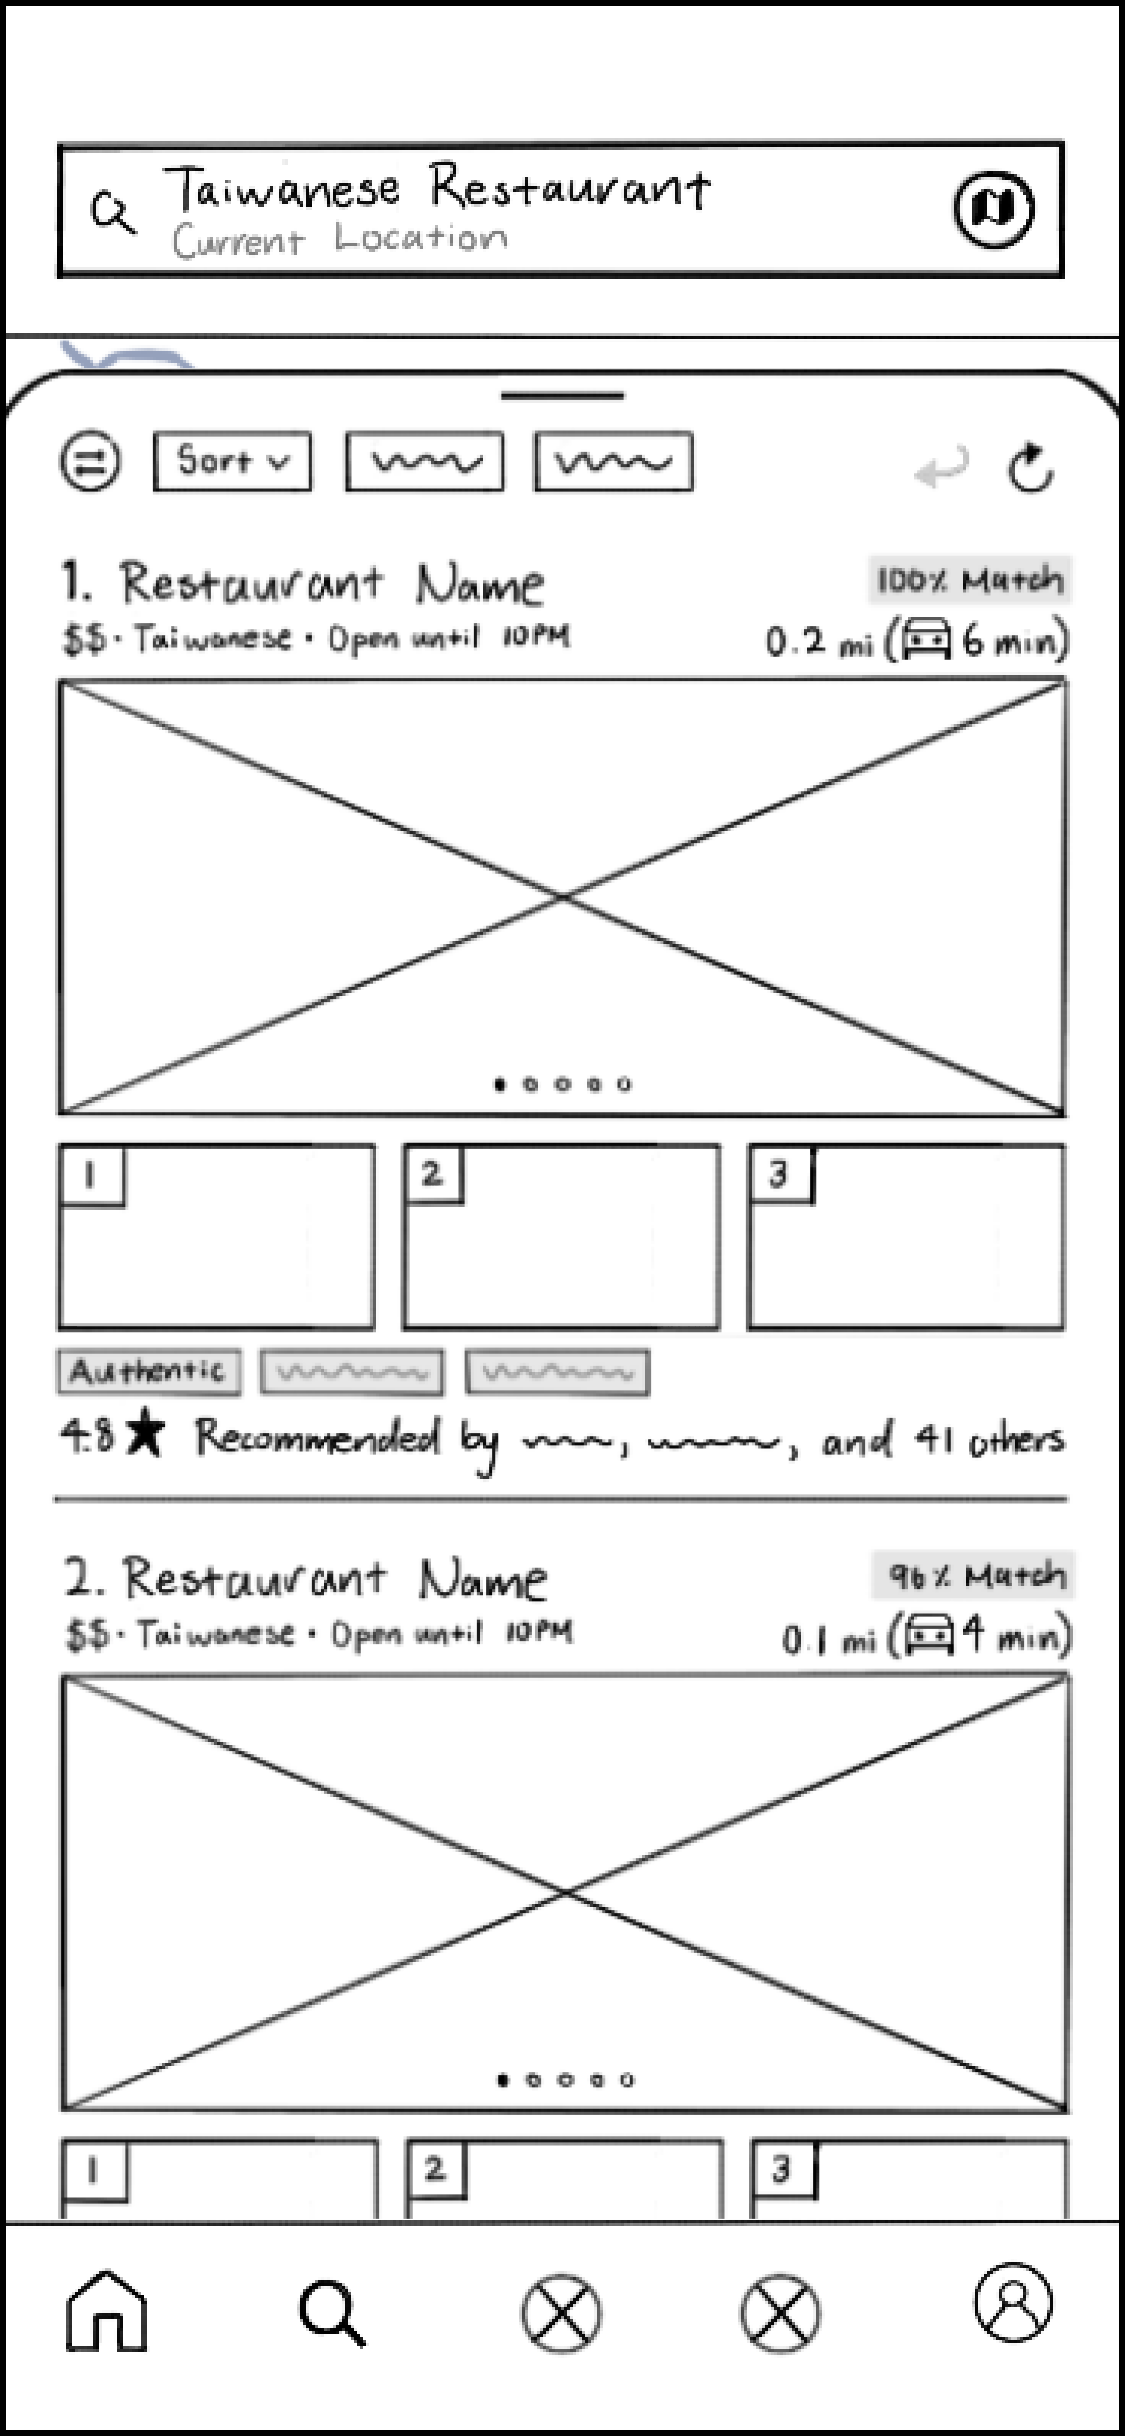 Taiwanese Restaurant
Current Location
Sort
1. Restaurant Name
100% Match
$$ · Taiwanese · Open until 10PM
0.2 mi ( 6 min)
1
2
3
Authentic
4.8 ★ Recommended by , , and 41 others
2. Restaurant Name
96% Match
$$ · Taiwanese · Open until 10PM
0.1 mi ( 4 min)
1
2
3